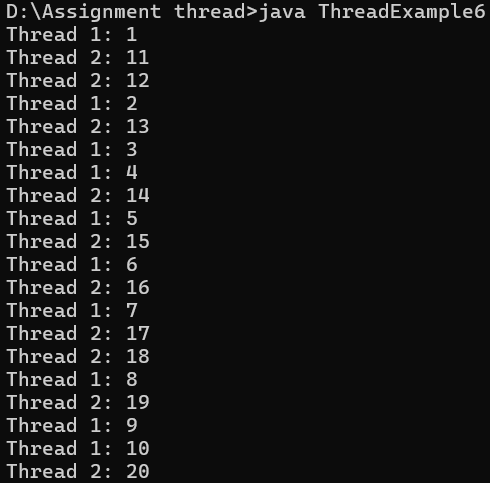 D:\Assignment thread>java ThreadExample6
Thread 1: 1
Thread 2: 11
Thread 2: 12
Thread 1: 2
Thread 2: 13
Thread 1: 3
Thread 1: 4
Thread 2: 14
Thread 1: 5
Thread 2: 15
Thread 1: 6
Thread 2: 16
Thread 1: 7
Thread 2: 17
Thread 2: 18
Thread 1: 8
Thread 2: 19
Thread 1: 9
Thread 1: 10
Thread 2: 20